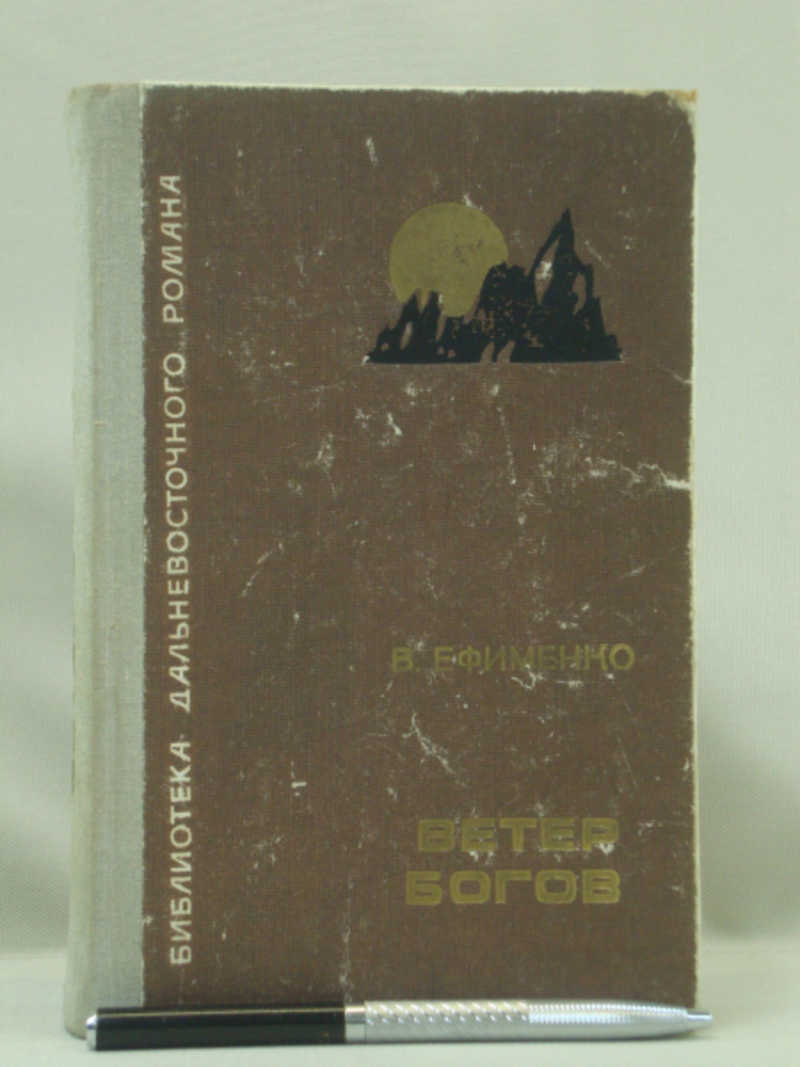 БИБЛИОТЕКА ДАЛЬНЕВОСТОЧНОГО РОМАНА
В. ЕФИМЕНКО
ВЕТЕР
БОГОВ